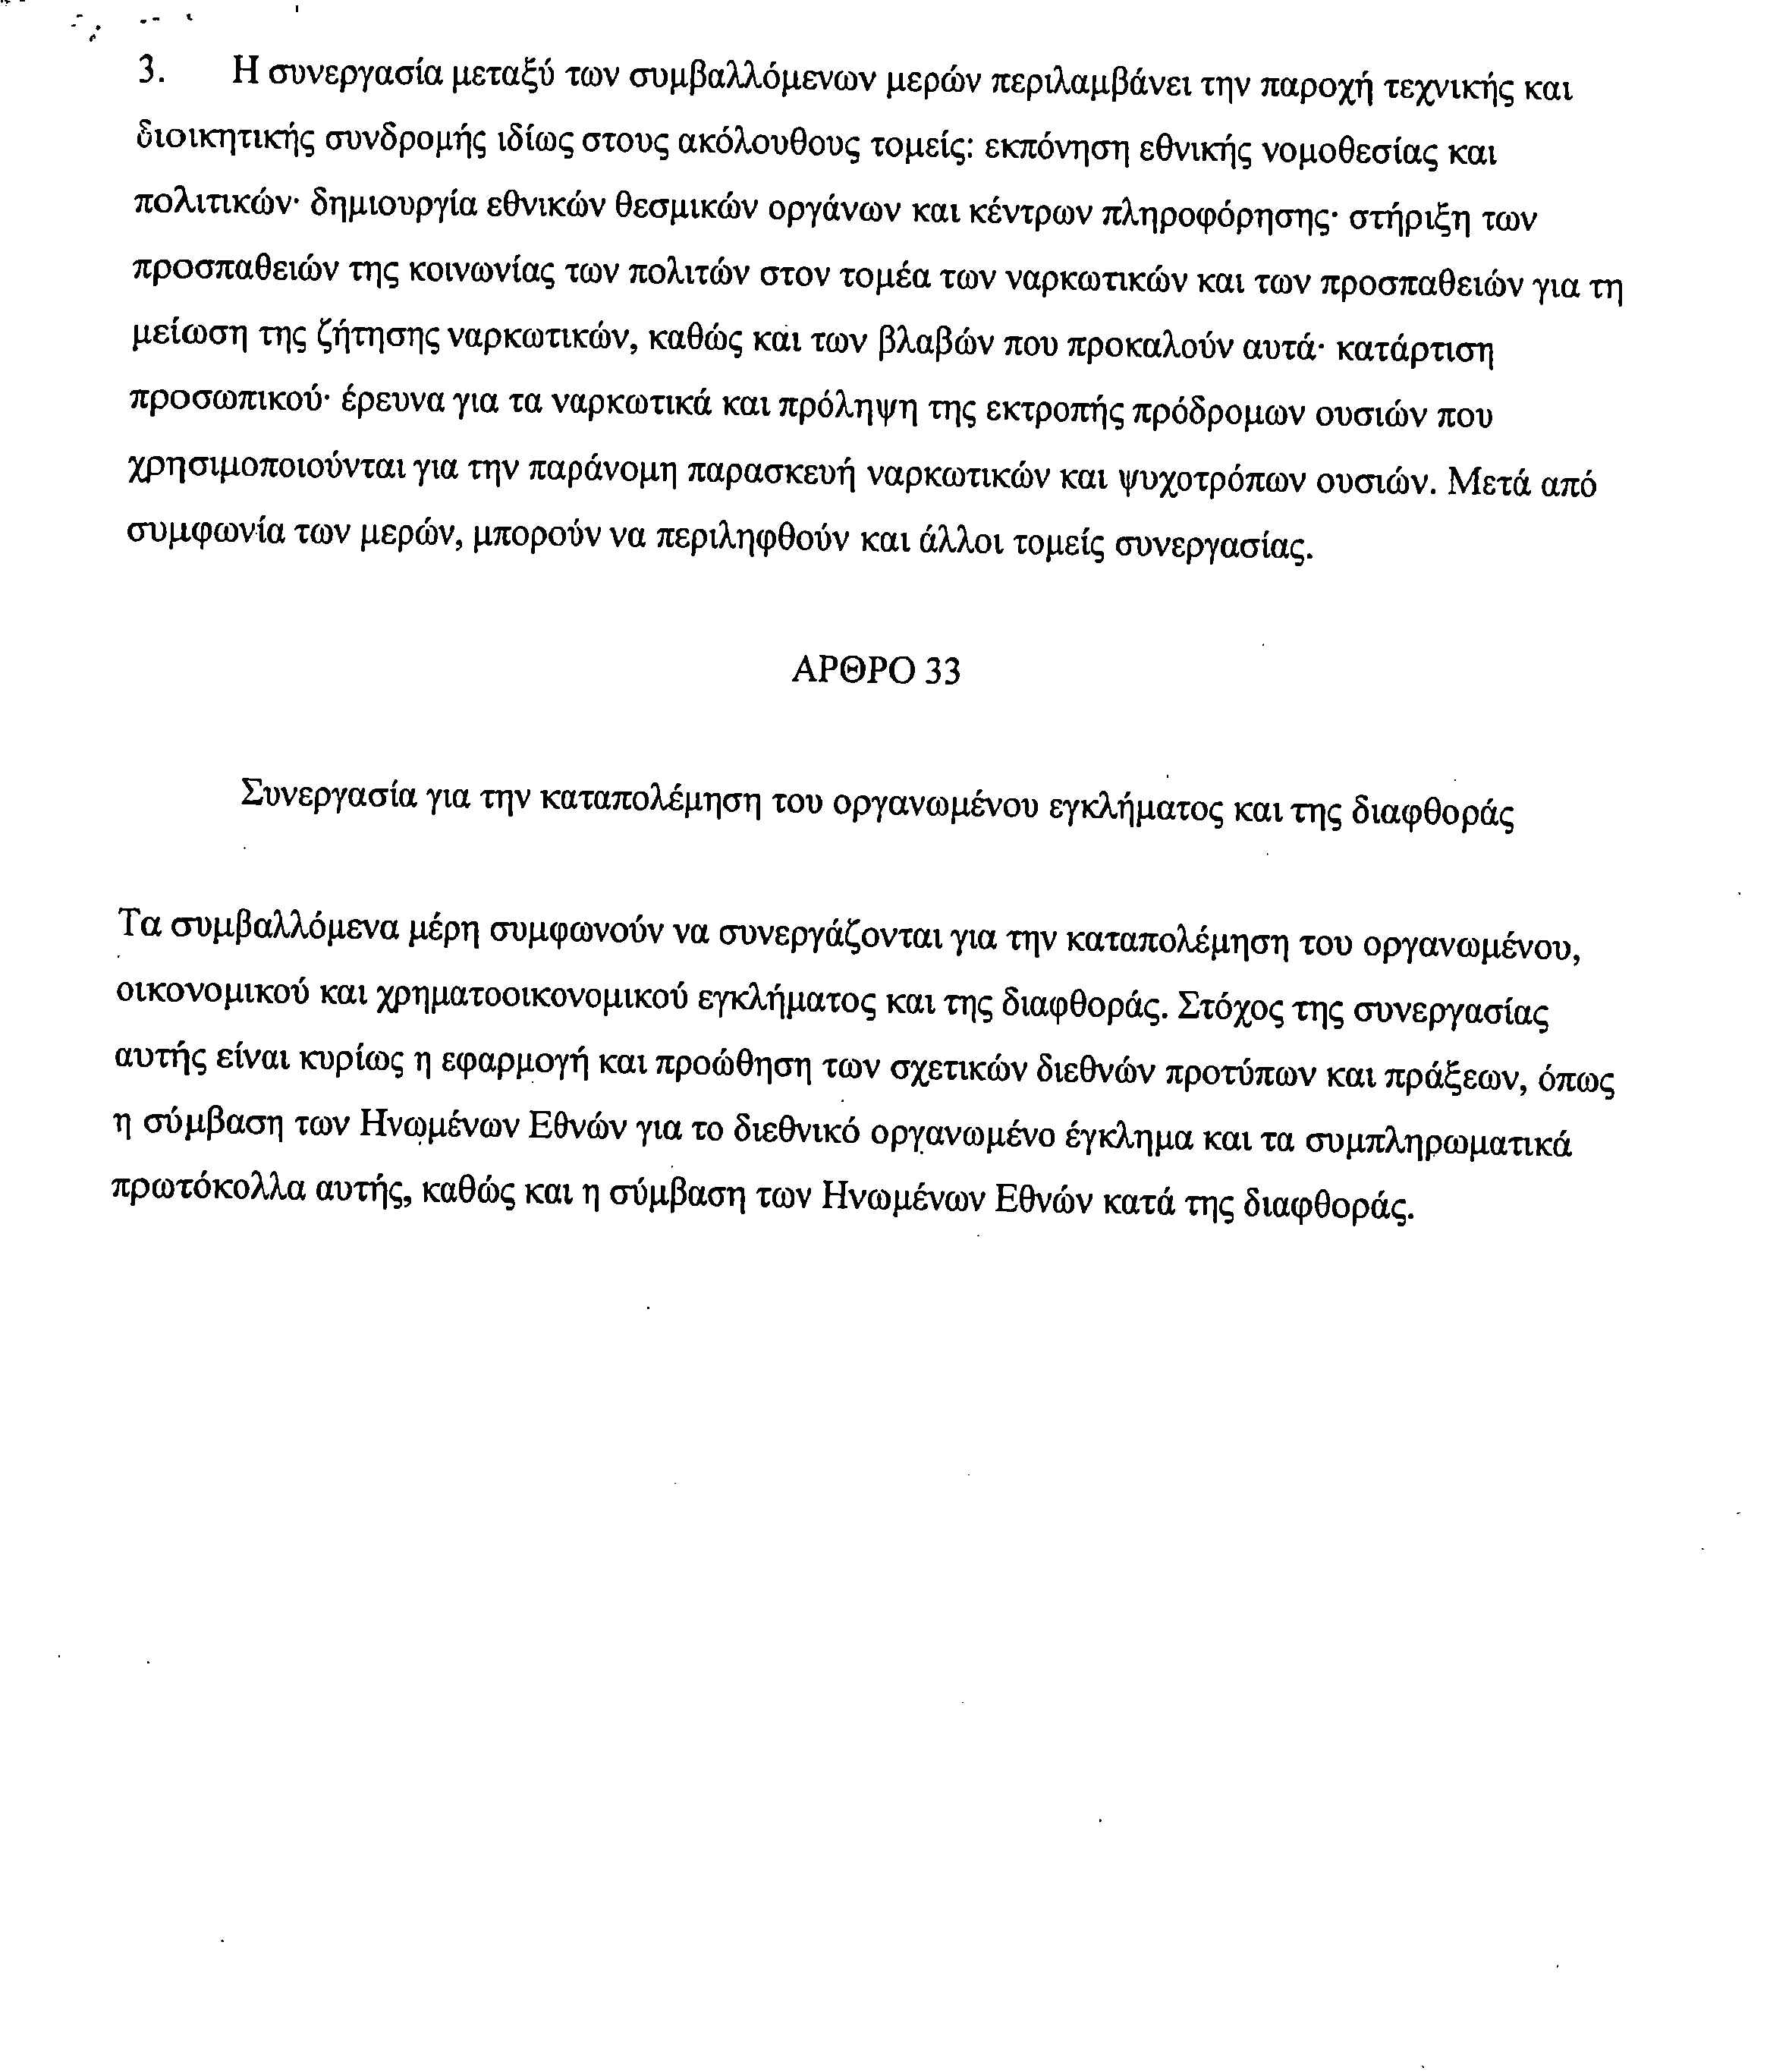 3. Η συνεργασία μεταξύ των συμβαλλόμενων μερών περιλαμβάνει την παροχή τεχνικής και
διοικητικής συνδρομής ιδίως στους ακόλουθους τομείς: εκπόνηση εθνικής νομοθεσίας και
πολιτικών· δημιουργία εθνικών θεσμικών οργάνων και κέντρων πληροφόρησης· στήριξη των
προσπαθειών της κοινωνίας των πολιτών στον τομέα των ναρκωτικών και των προσπαθειών για τη
μείωση της ζήτησης ναρκωτικών, καθώς και των βλαβών που προκαλούν αυτά· κατάρτιση
προσωπικού· έρευνα για τα ναρκωτικά και πρόληψη της εκτροπής πρόδρομων ουσιών που
χρησιμοποιούνται για την παράνομη παρασκευή ναρκωτικών και ψυχοτρόπων ουσιών. Μετά από
συμφωνία των μερών, μπορούν να περιληφθούν και άλλοι τομείς συνεργασίας.
ΑΡΘΡΟ 33
Συνεργασία για την καταπολέμηση του οργανωμένου εγκλήματος και της διαφθοράς
Τα συμβαλλόμενα μέρη συμφωνούν να συνεργάζονται για την καταπολέμηση του οργανωμένου,
οικονομικού και χρηματοοικονομικού εγκλήματος και της διαφθοράς. Στόχος της συνεργασίας
αυτής είναι κυρίως η εφαρμογή και προώθηση των σχετικών διεθνών προτύπων και πράξεων, όπως
η σύμβαση των Ηνωμένων Εθνών για το διεθνικό οργανωμένο έγκλημα και τα συμπληρωματικά
πρωτόκολλα αυτής, καθώς και η σύμβαση των Ηνωμένων Εθνών κατά της διαφθοράς.